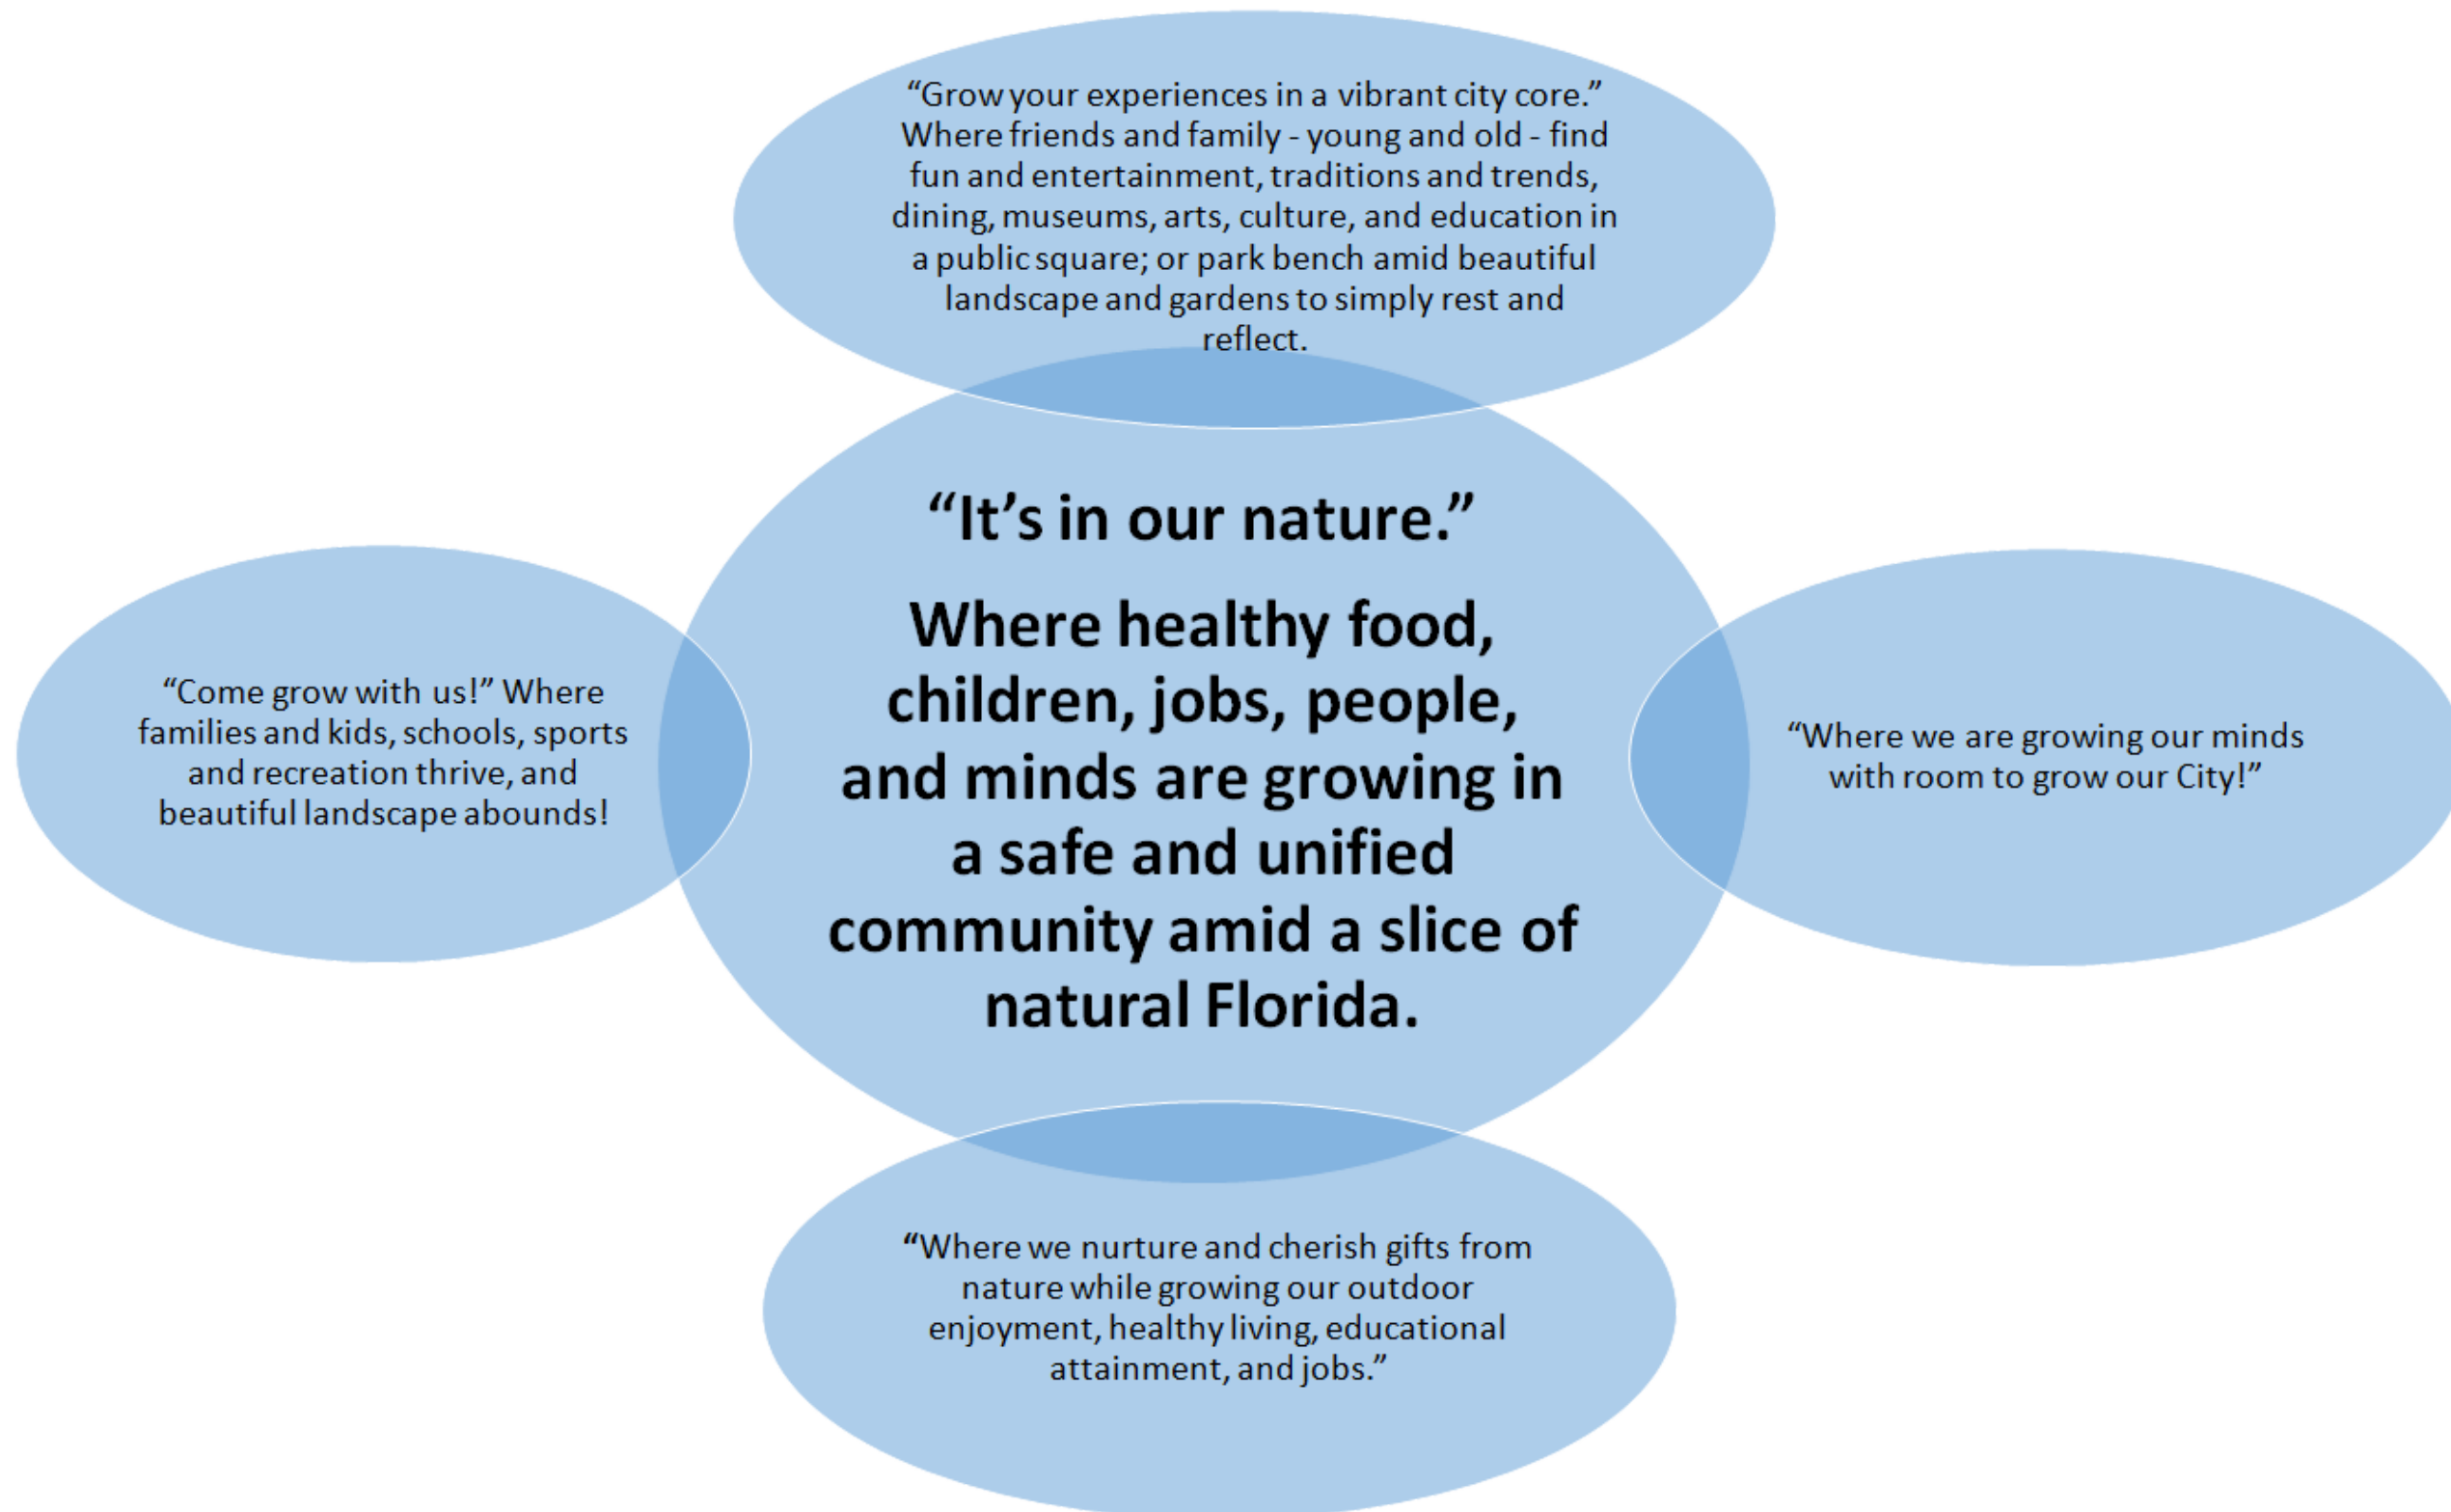 “Grow your experiences in a vibrant city core.”
Where friends and family - young and old - find
fun and entertainment, traditions and trends,
dining, museums, arts, culture, and education in
a public square; or park bench amid beautiful
landscape and gardens to simply rest and
reflect.
“It’s in our nature.”
Where healthy food,
children, jobs, people,
and minds are growing in
a safe and unified
community amid a slice of
natural Florida.
“Come grow with us!” Where
families and kids, schools, sports
and recreation thrive, and
beautiful landscape abounds!
“Where we are growing our minds
with room to grow our City!”
“Where we nurture and cherish gifts from
nature while growing our outdoor
enjoyment, healthy living, educational
attainment, and jobs.”